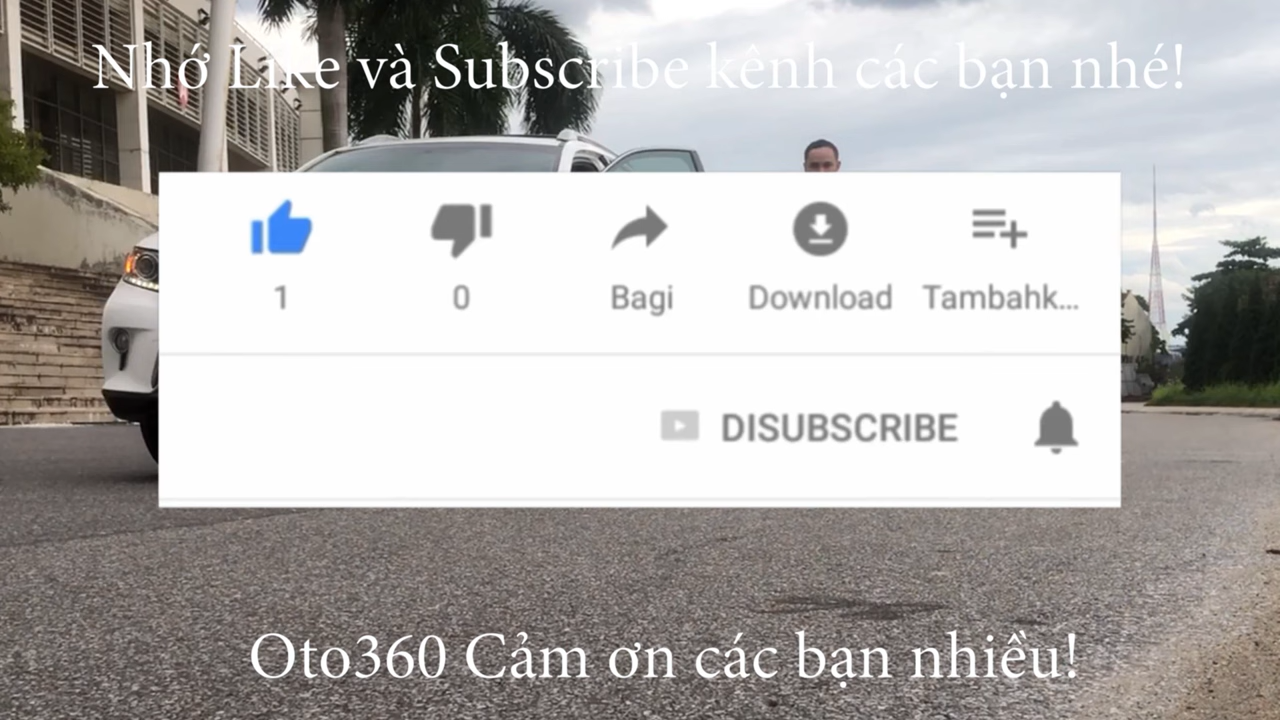 Nhớ Like và Subscribe kênh các bạn nhé!
1 0 Bagi Download Tambahk...
DISUBSCRIBE
Oto360 Cảm ơn các bạn nhiều!